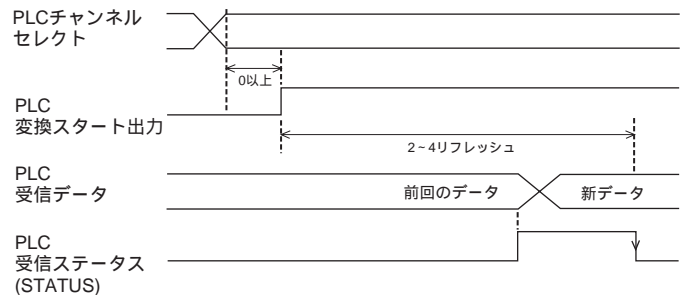 PLCチャンネル
セレクト
0以上
PLC
変換スタート出力
2~4リフレッシュ
PLC
受信データ
前回のデータ
新データ
PLC
受信ステータス
(STATUS)